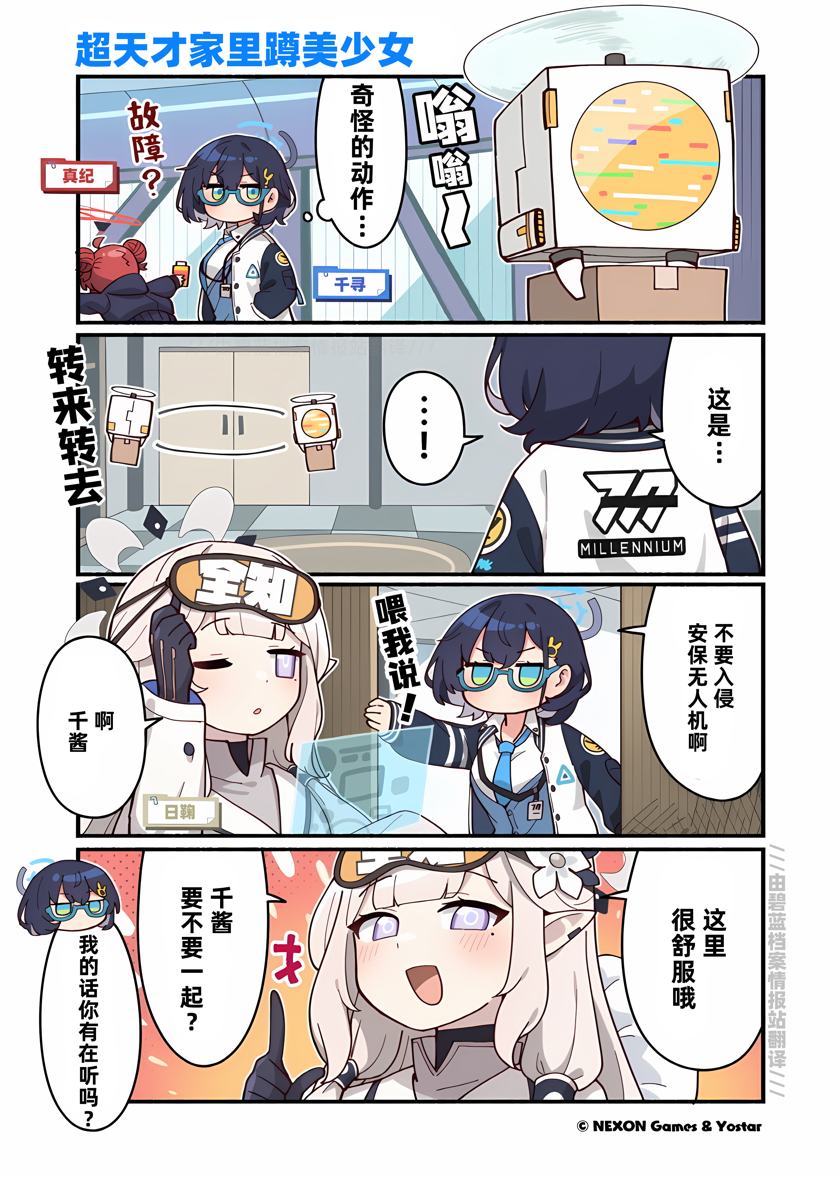 超天才家里蹲美少女
嗡
嗡
嗡～
奇怪的动作…
故障？
真纪
千寻
这是…
…！
转来转去
MILLENNIUM
不要入侵
安保无人机啊
喂我说！
全知
啊
千酱
日鞠
这里
很舒服哦
千酱
要不要一起？
我的话你有在听吗？
///由碧蓝档案情报站翻译///
© NEXON Games & Yostar